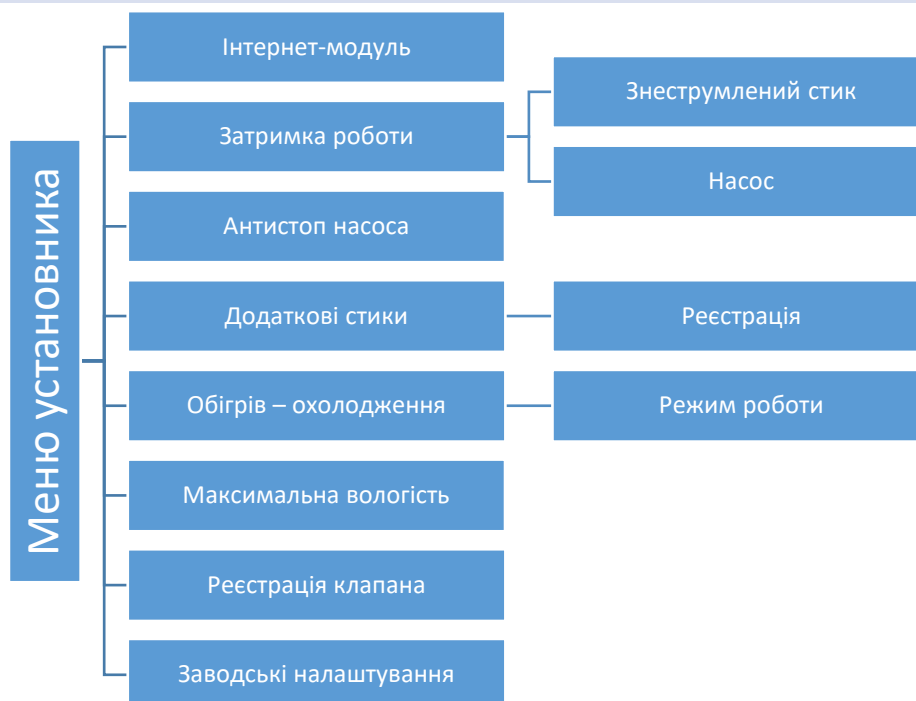 Меню установника
Інтернет-модуль
Затримка роботи
Знеструмлений стик
Насос
Антистоп насоса
Додаткові стики
Реєстрація
Обігрів – охолодження
Режим роботи
Максимальна вологість
Реєстрація клапана
Заводські налаштування